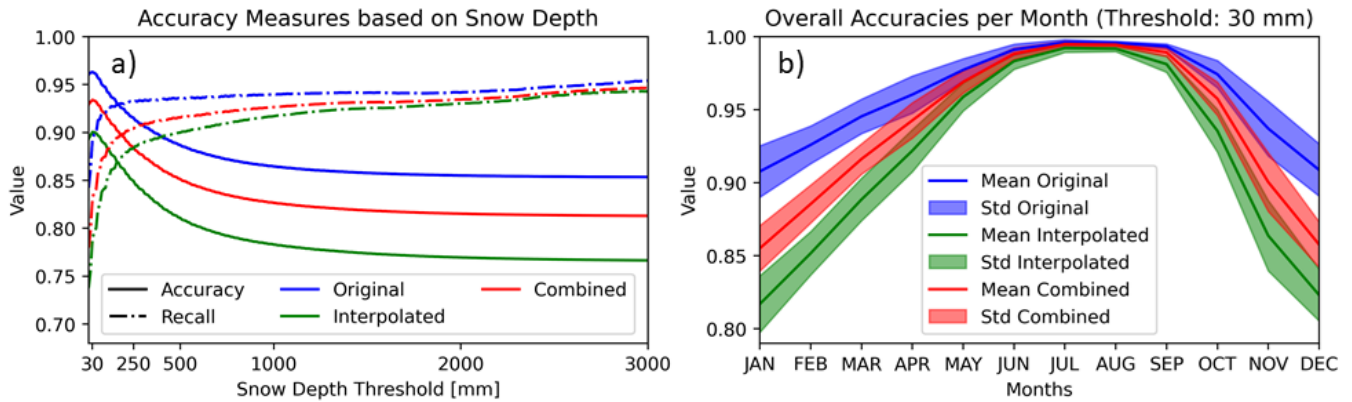 Accuracy Measures based on Snow Depth
a)
1.00
0.95
0.90
0.85
0.80
0.75
0.70
Value
Accuracy
Recall
Original
Interpolated
Combined
30
250
500
1000
2000
3000
Snow Depth Threshold [mm]
Overall Accuracies per Month (Threshold: 30 mm)
b)
1.00
0.95
0.90
0.85
0.80
Value
Mean Original
Std Original
Mean Interpolated
Std Interpolated
Mean Combined
Std Combined
JAN
FEB
MAR
APR
MAY
JUN
JUL
AUG
SEP
OCT
NOV
DEC
Months